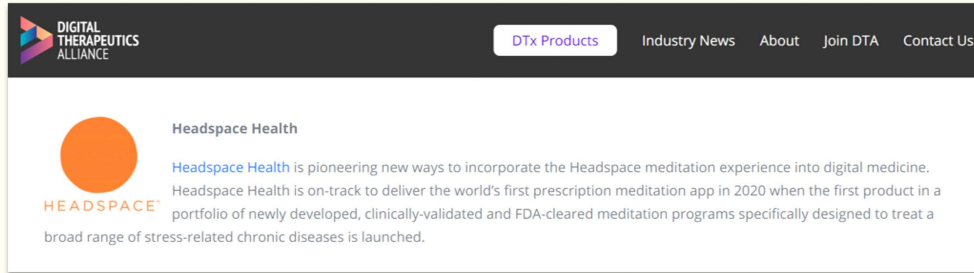 DIGITAL
THERAPEUTICS
ALLIANCE
DTx Products
Industry News
About
Join DTA
Contact Us
Headspace Health
Headspace Health is pioneering new ways to incorporate the Headspace meditation experience into digital medicine.
Headspace Health is on-track to deliver the world's first prescription meditation app in 2020 when the first product in a
HEADSPACE
portfolio of newly developed, clinically-validated and FDA-cleared meditation programs specifically designed to treat a
broad range of stress-related chronic diseases is launched.